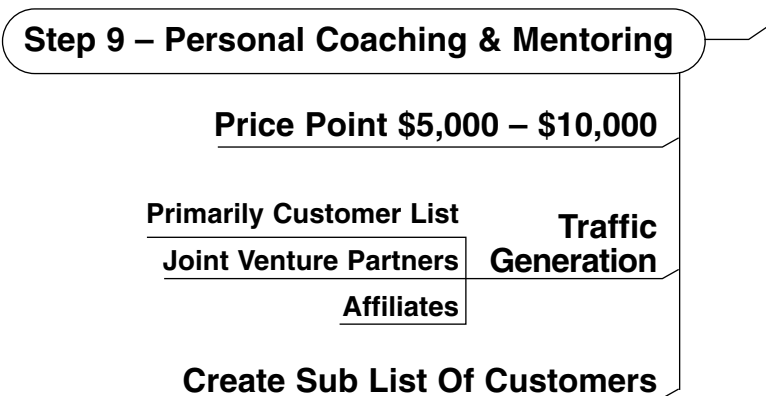 Step 9 – Personal Coaching & Mentoring
Price Point $5,000 – $10,000
Primarily Customer List
Joint Venture Partners
Affiliates
Traffic
Generation
Create Sub List Of Customers